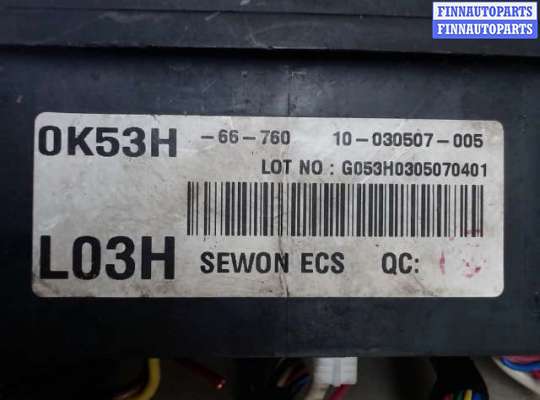 FINNAUTOPARTS
FINNAUTOPARTS
0K53H -66-760 10-030507-005
LOT NO : G053H0305070401
L03H SEWON ECS QC: